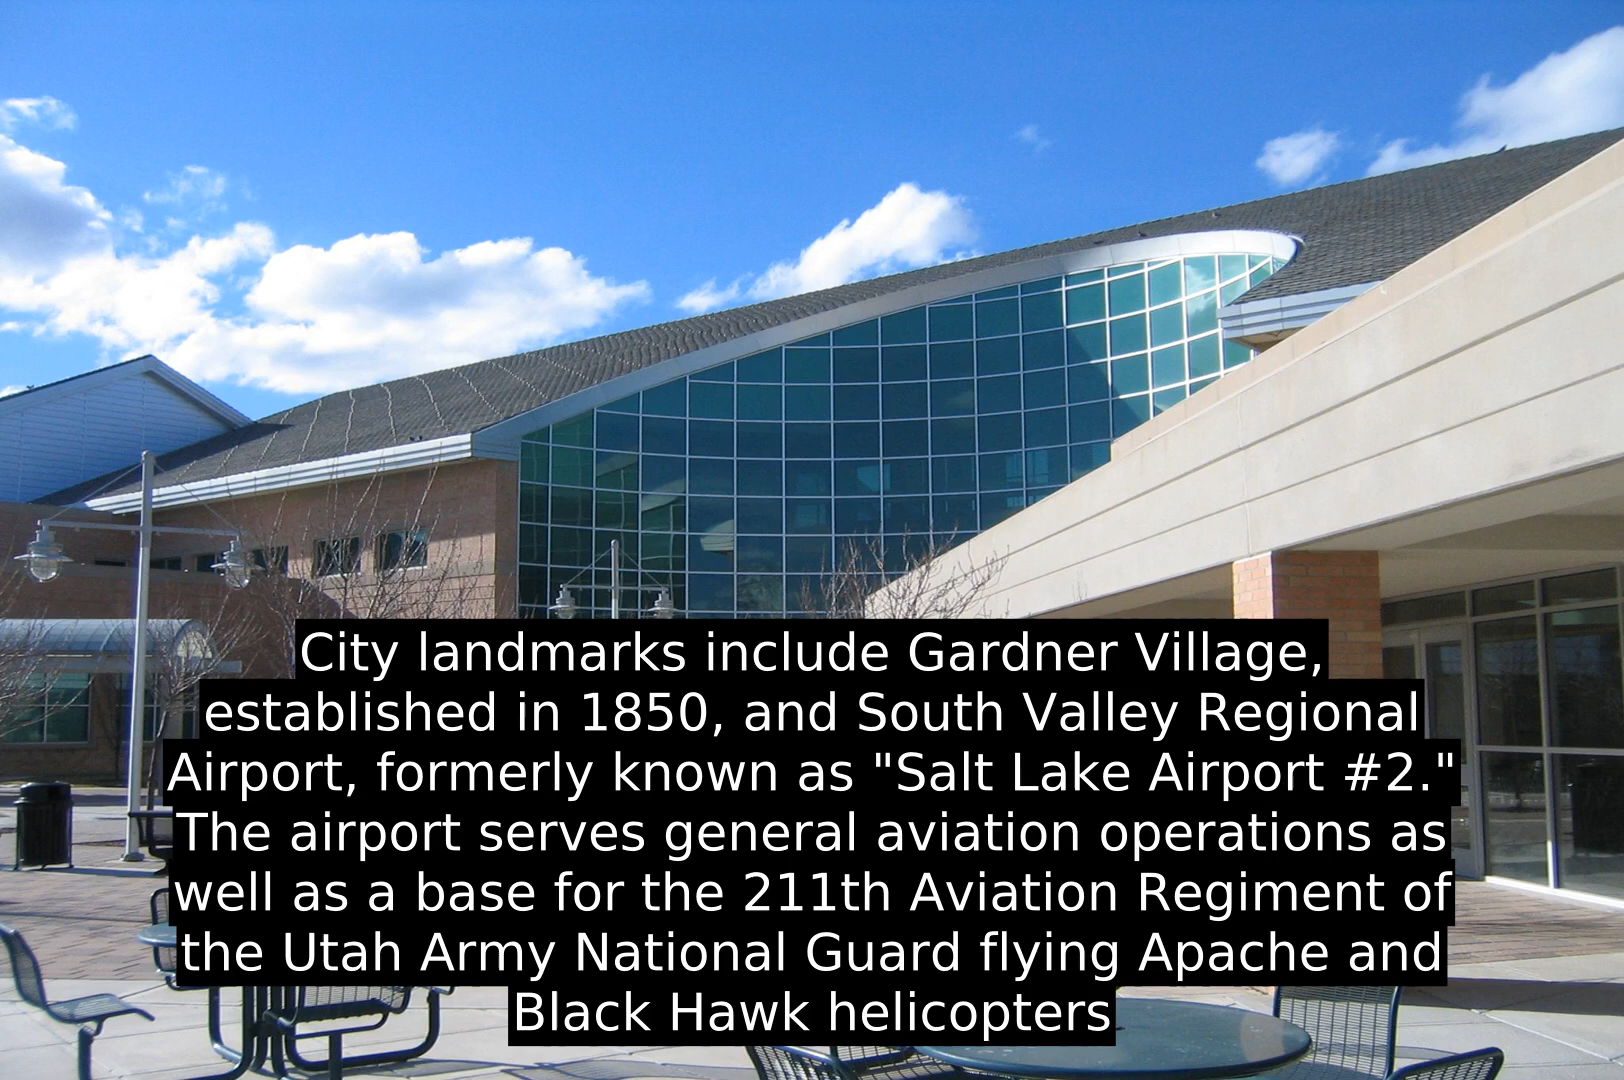 City landmarks include Gardner Village,
established in 1850, and South Valley Regional
Airport, formerly known as "Salt Lake Airport #2."
The airport serves general aviation operations as
well as a base for the 211th Aviation Regiment of
the Utah Army National Guard flying Apache and
Black Hawk helicopters